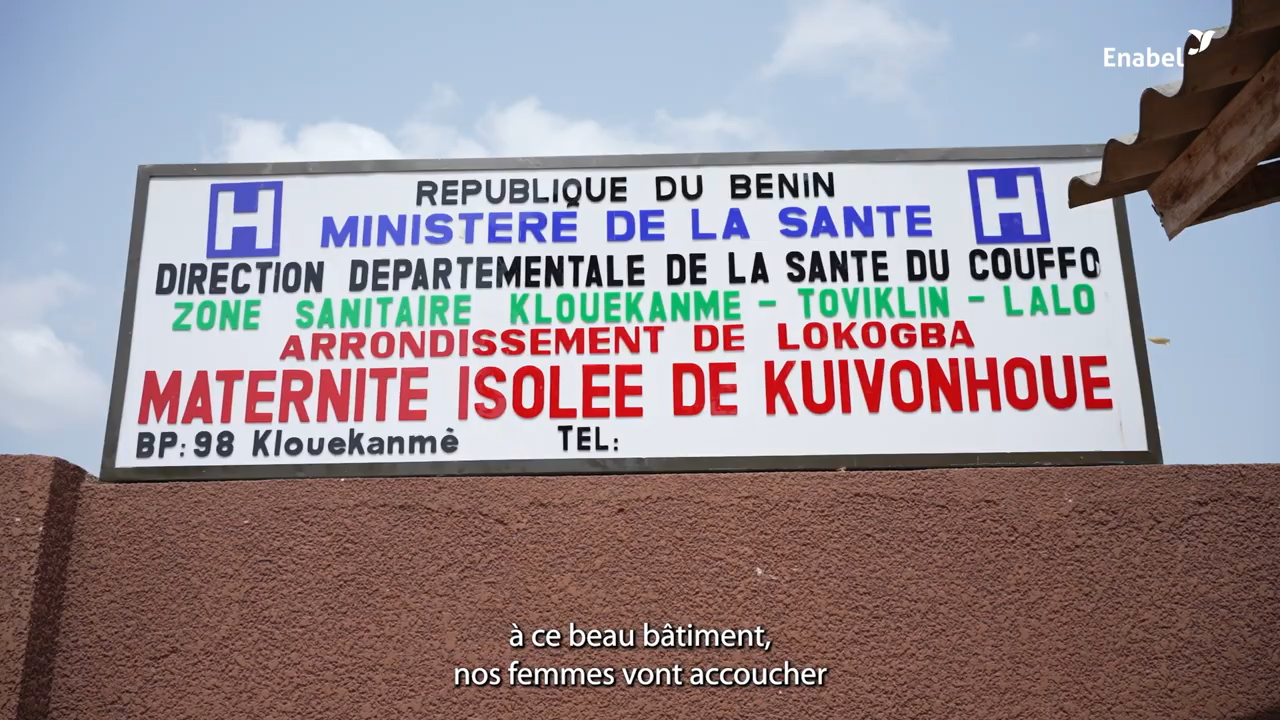 Enabel
H
REPUBLIQUE DU BENIN
H
MINISTERE DE LA SANTE
DIRECTION DEPARTEMENTALE DE LA SANTE DU COUFFO
ZONE SANITAIRE KLOUEKANME - TOVIKLIN - LALO
ARRONDISSEMENT DE LOKOGBA
MATERNITE ISOLEE DE KUIVONHOUE
BP: 98 Klouekanmè TEL:
à ce beau bâtiment,
nos femmes vont accoucher